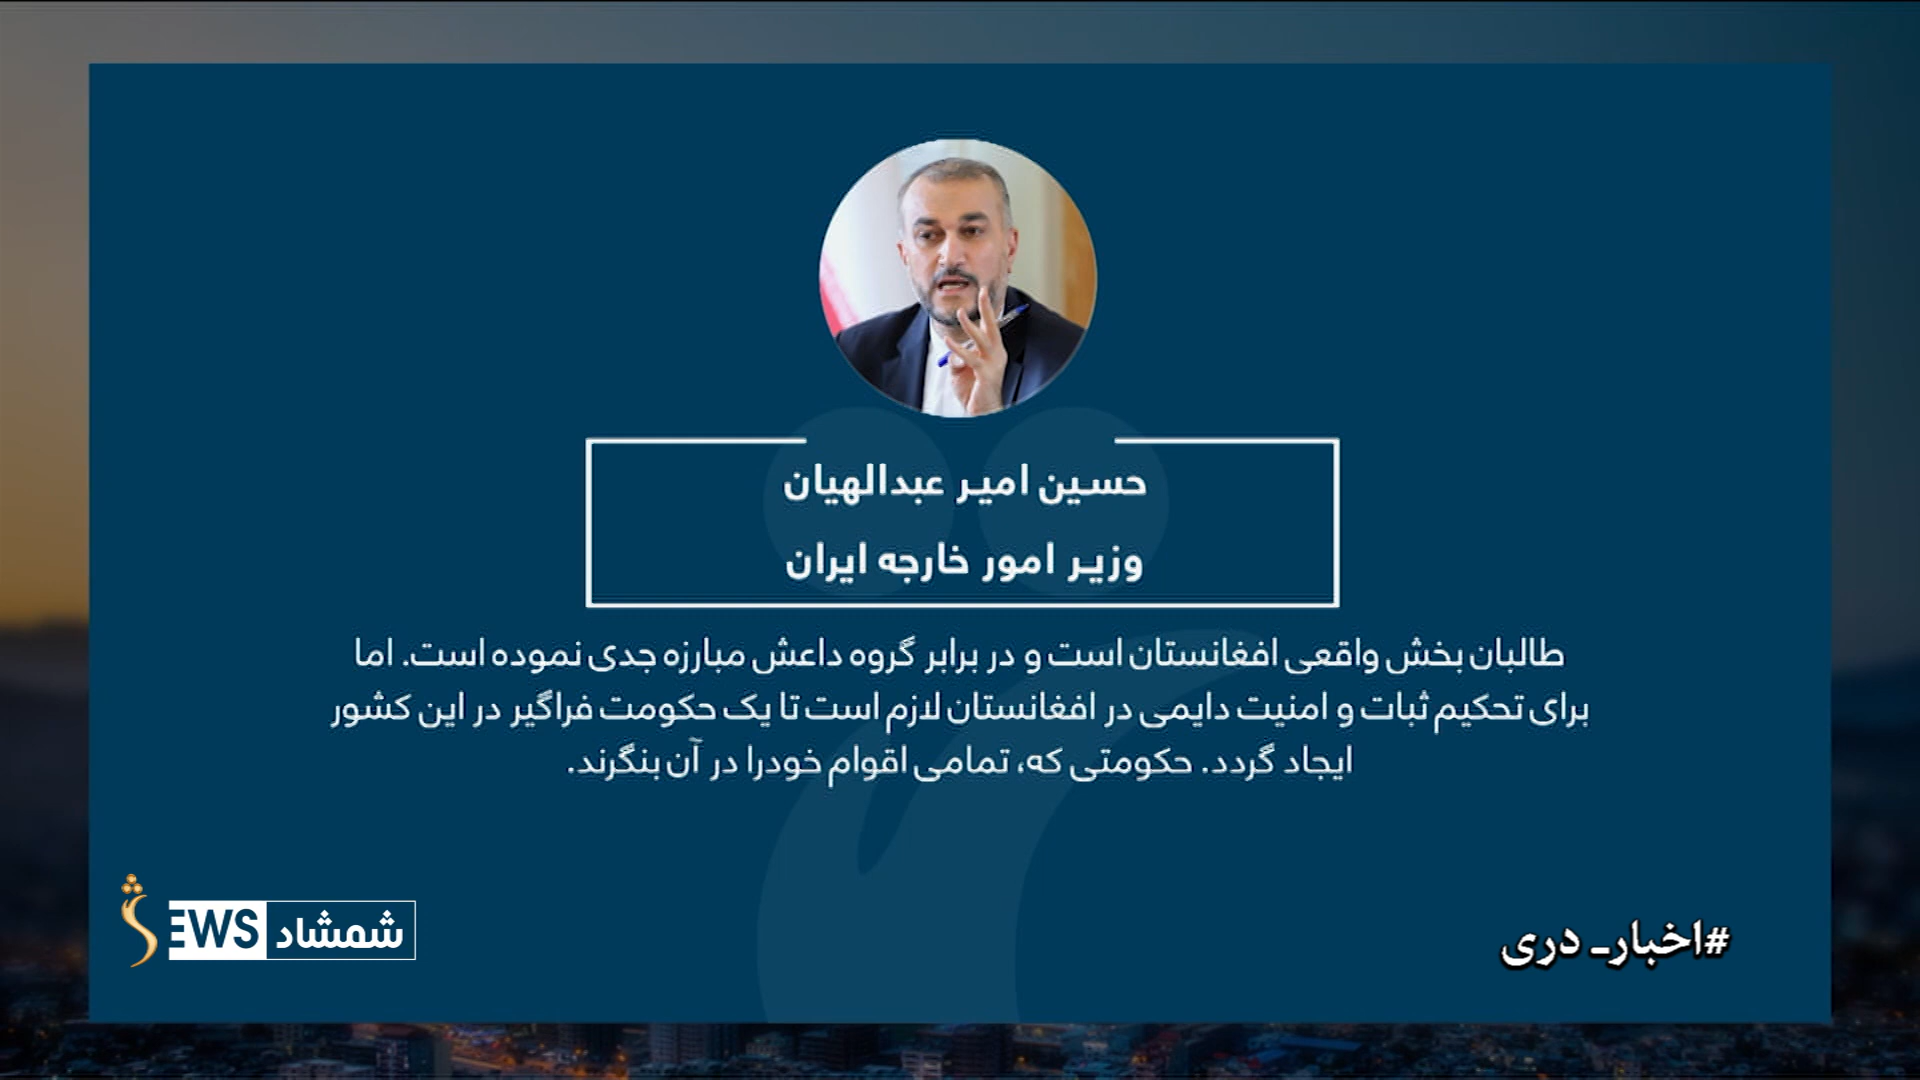 حسین امیر عبدالهیان
وزیر امور خارجه ایران
طالبان بخش واقعی افغانستان است و در برابر گروه داعش مبارزه جدی نموده است. اما
برای تحکیم ثبات و امنیت دایمی در افغانستان لازم است تا یک حکومت فراگیر در این کشور
ایجاد گردد. حکومتی که، تمامی اقوام خودرا در آن بنگرند.
شمشاد EWS
#اخبارـ دری